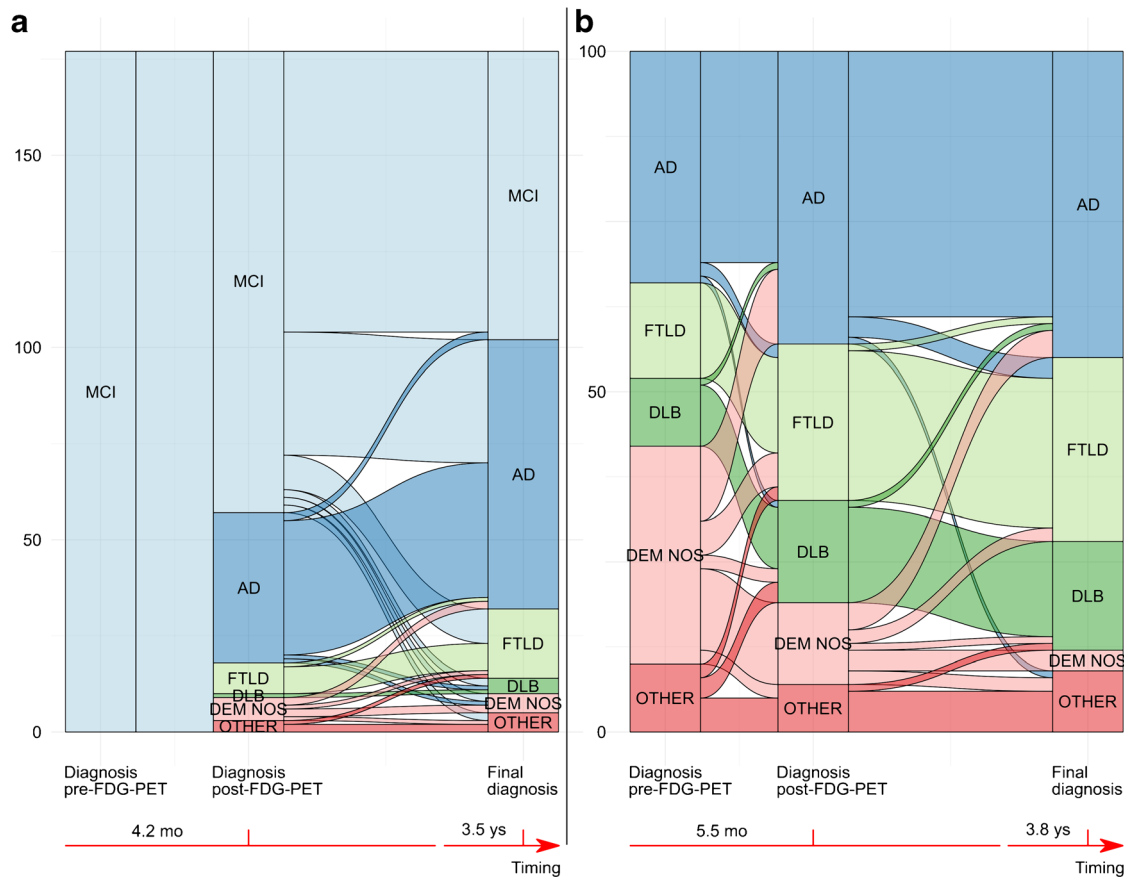 a
150
100
50
0
MCI
MCI
AD
FTLD
DLB
DEM NOS
OTHER
MCI
AD
FTLD
DLB
DEM NOS
OTHER
Diagnosis
pre-FDG-PET
Diagnosis
post-FDG-PET
Final
diagnosis
4.2 mo
3.5 ys
Timing
b
100
50
0
AD
FTLD
DLB
DEM NOS
OTHER
AD
FTLD
DLB
DEM NOS
OTHER
AD
FTLD
DLB
DEM NOS
OTHER
Diagnosis
pre-FDG-PET
Diagnosis
post-FDG-PET
Final
diagnosis
5.5 mo
3.8 ys
Timing